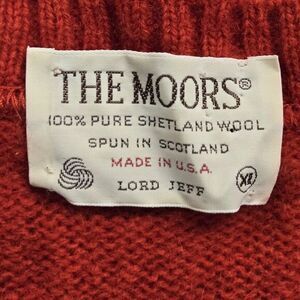 THE MOORS®
100% PURE SHETLAND WOOL
SPUN IN SCOTLAND
MADE IN U.S.A.
LORD JEFF
XL